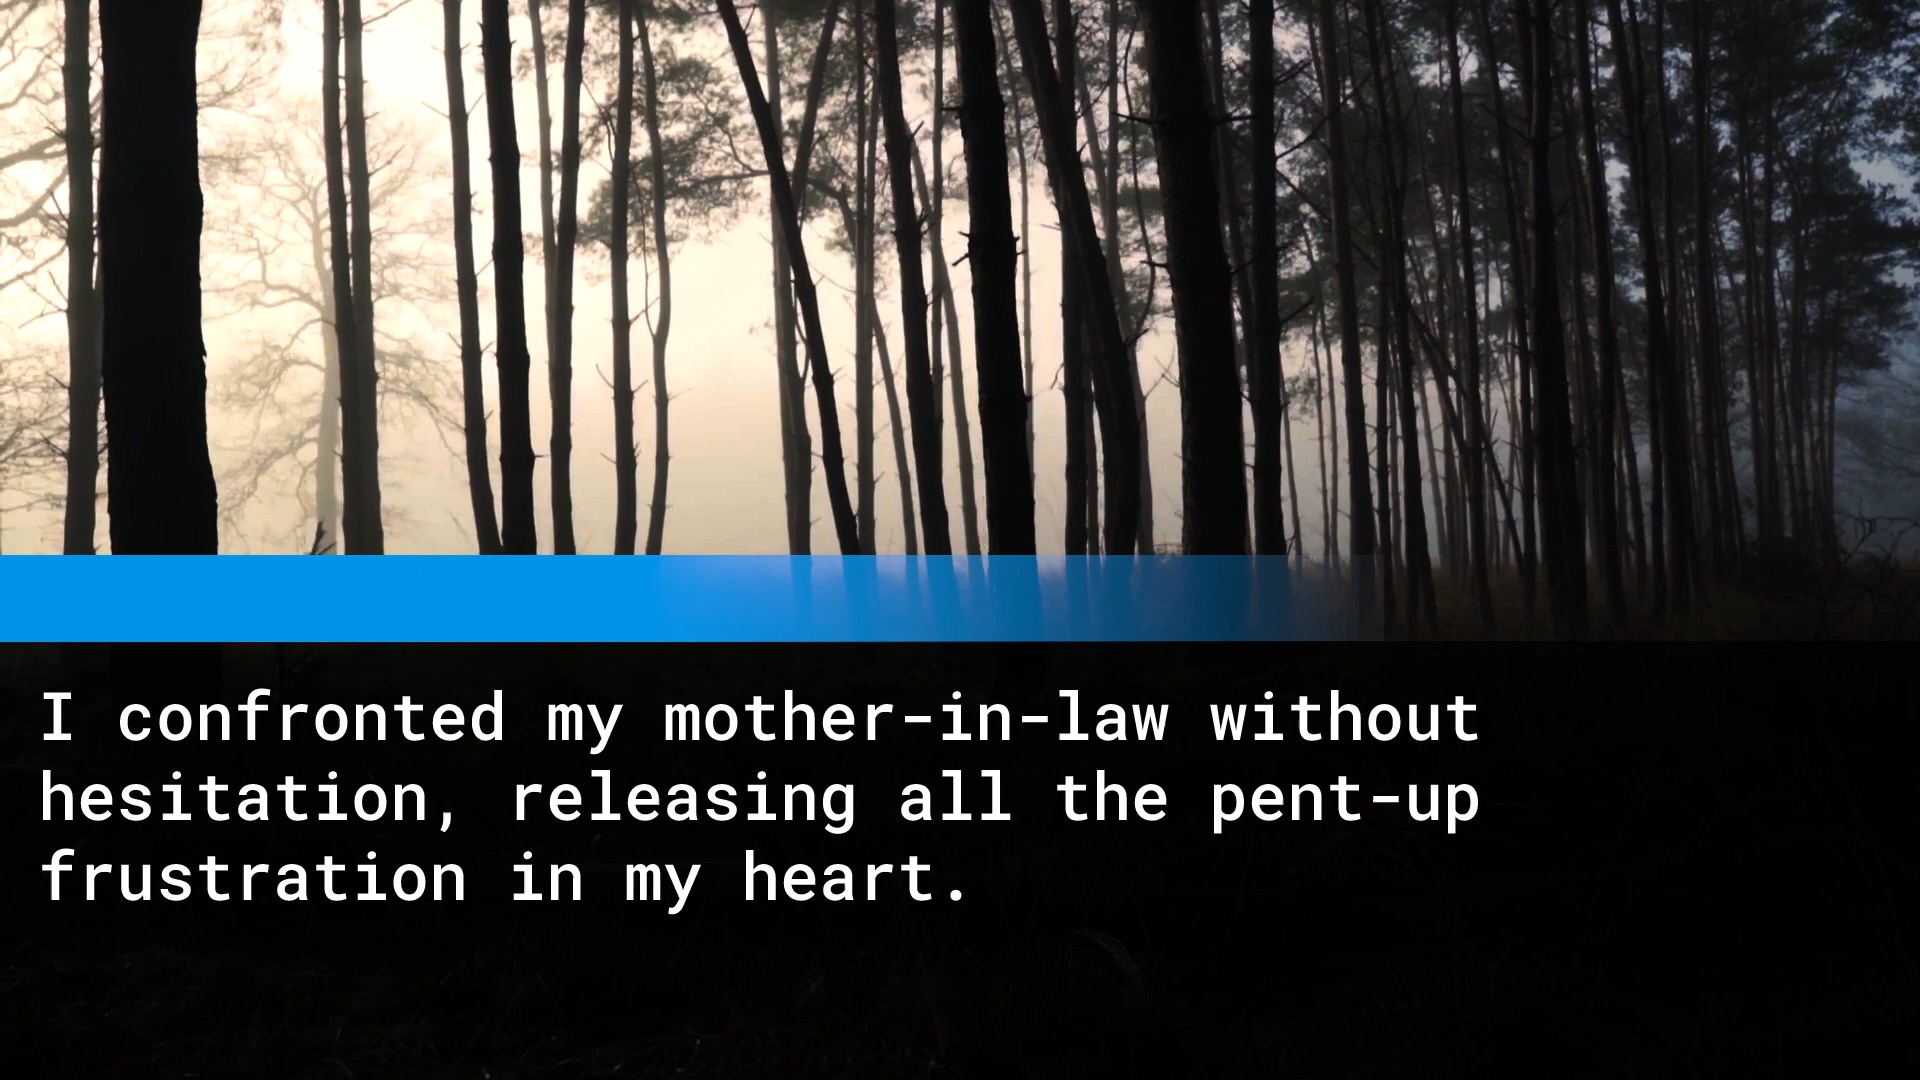 I confronted my mother-in-law without
hesitation, releasing all the pent-up
frustration in my heart.